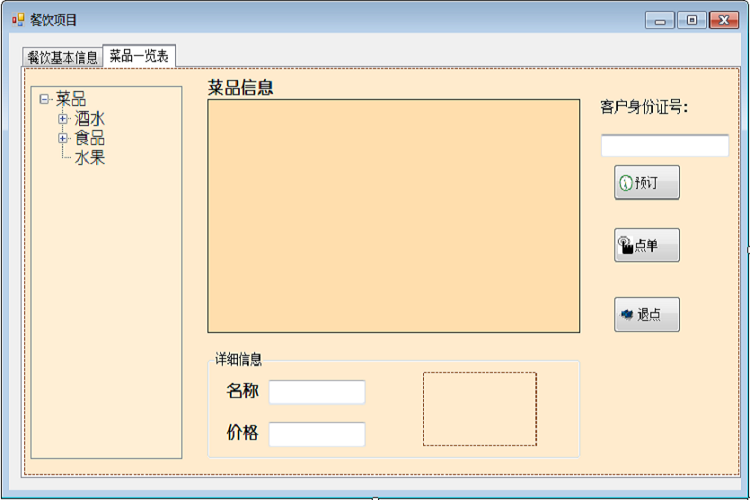 餐饮项目
餐饮基本信息 菜品一览表
菜品
酒水
食品
水果
菜品信息
客户身份证号：
预订
点单
退点
详细信息
名称
价格